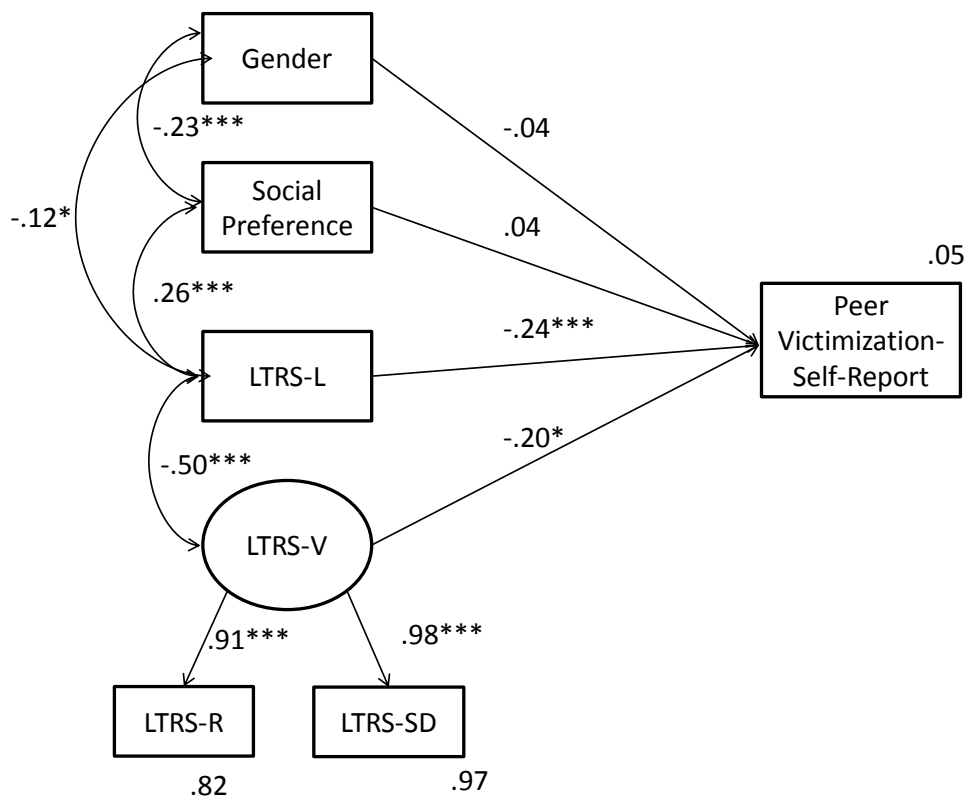 Gender
-.04
-.23***
Social
Preference
-.12*
.04
.05
.26***
Peer
Victimization-
Self-Report
-.24***
LTRS-L
-.20*
-.50***
LTRS-V
.91***
.98***
LTRS-R
LTRS-SD
.82
.97